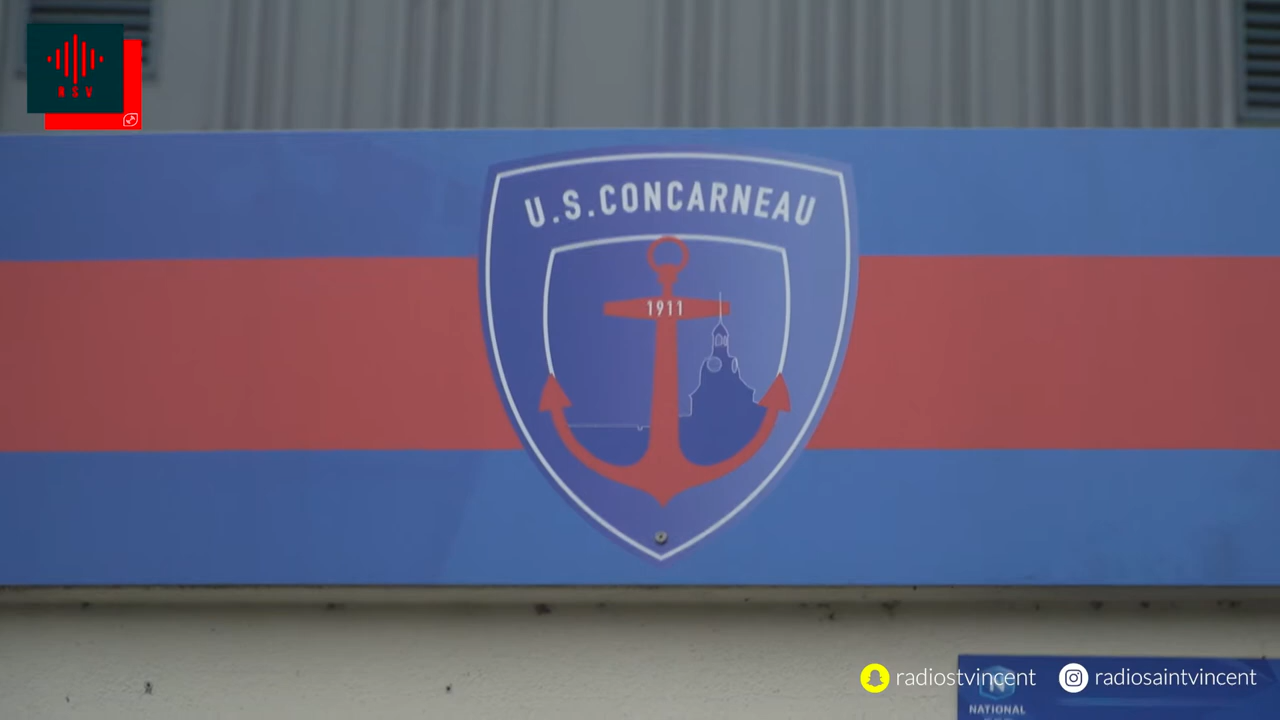 RSV
U.S.CONCARNEAU
1911
radiostvincent
radiosaintvincent
N
NATIONAL